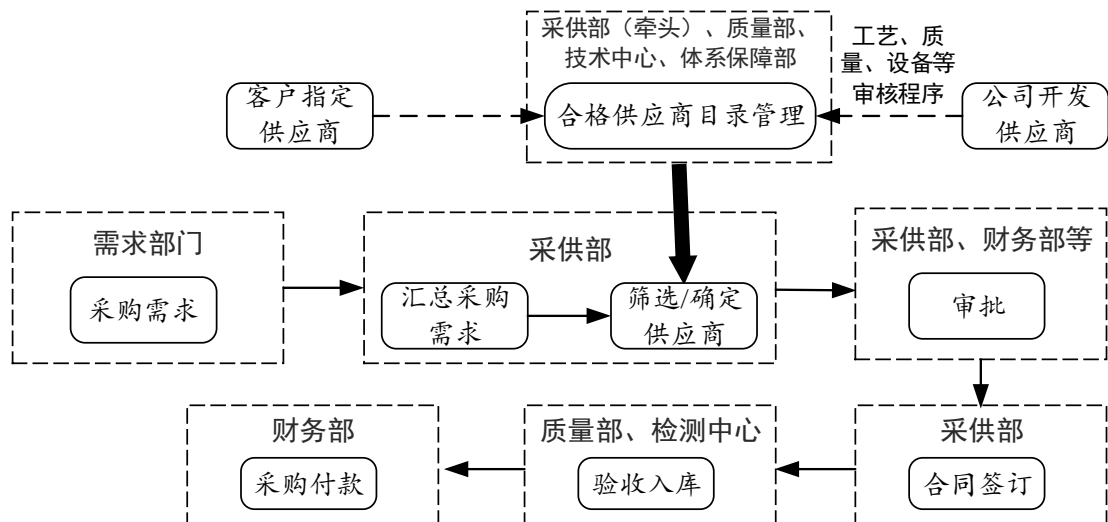 采供部（牵头）、质量部、
技术中心、体系保障部
合格供应商目录管理
客户指定
供应商
工艺、质
量、设备等
审核程序
公司开发
供应商
需求部门
采购需求
采供部
汇总采购
需求
筛选/确定
供应商
采供部、财务部等
审批
财务部
采购付款
质量部、检测中心
验收入库
采供部
合同签订